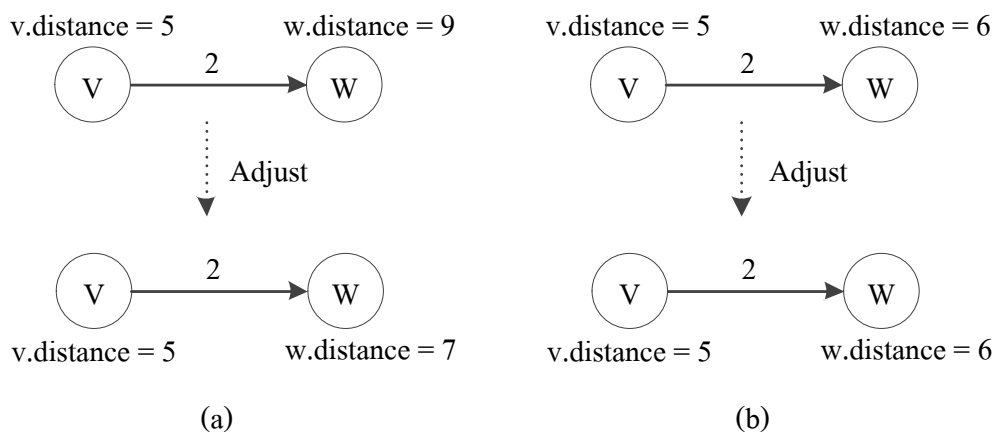 v.distance = 5 w.distance = 9 v.distance = 5 w.distance = 6
2 2
V W V W
Adjust Adjust
2 2
V W V W
v.distance = 5 w.distance = 7 v.distance = 5 w.distance = 6
(a) (b)